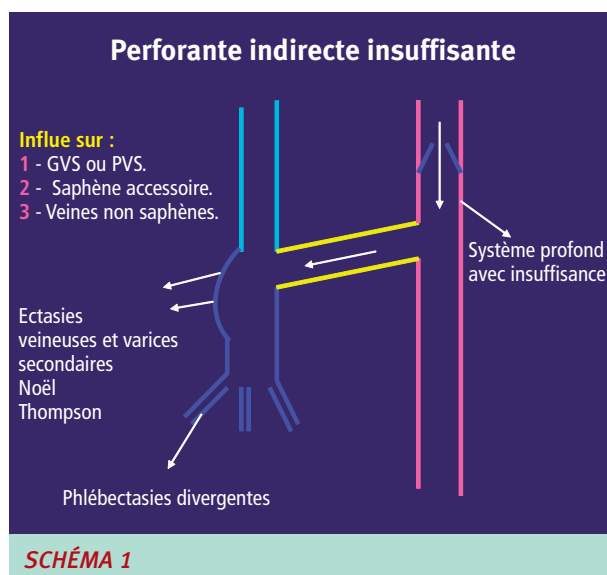 Perforante indirecte insuffisante
Influe sur :
1 - GVS ou PVS.
2 - Saphène accessoire.
3 - Veines non saphènes.
Système profond
avec insuffisance
Ectasies
veineuses et varices
secondaires
Noël
Thompson
Phlébectasies divergentes
SCHÉMA 1